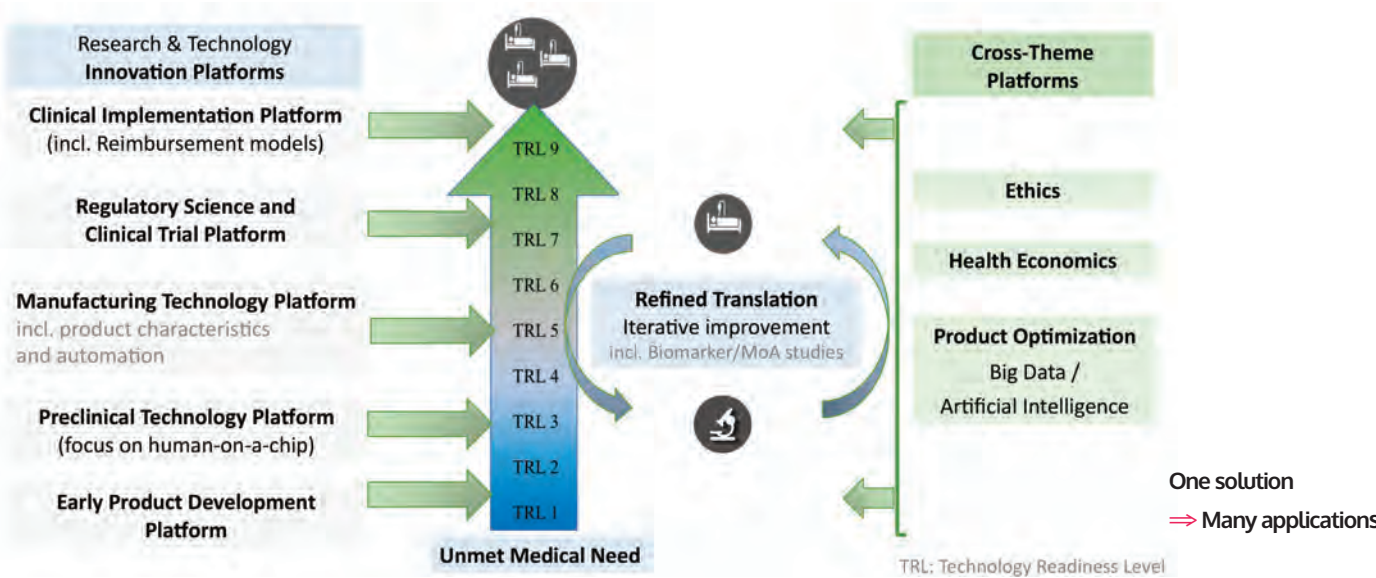 Research & Technology
Innovation Platforms
Clinical Implementation Platform
(incl. Reimbursement models)
Regulatory Science and
Clinical Trial Platform
Manufacturing Technology Platform
incl. product characteristics
and automation
Preclinical Technology Platform
(focus on human-on-a-chip)
Early Product Development
Platform
TRL 9
TRL 8
TRL 7
TRL 6
TRL 5
TRL 4
TRL 3
TRL 2
TRL 1
Unmet Medical Need
Refined Translation
Iterative improvement
incl. Biomarker/MoA studies
Cross-Theme
Platforms
Ethics
Health Economics
Product Optimization
Big Data /
Artificial Intelligence
One solution
⇒ Many applications
TRL: Technology Readiness Level